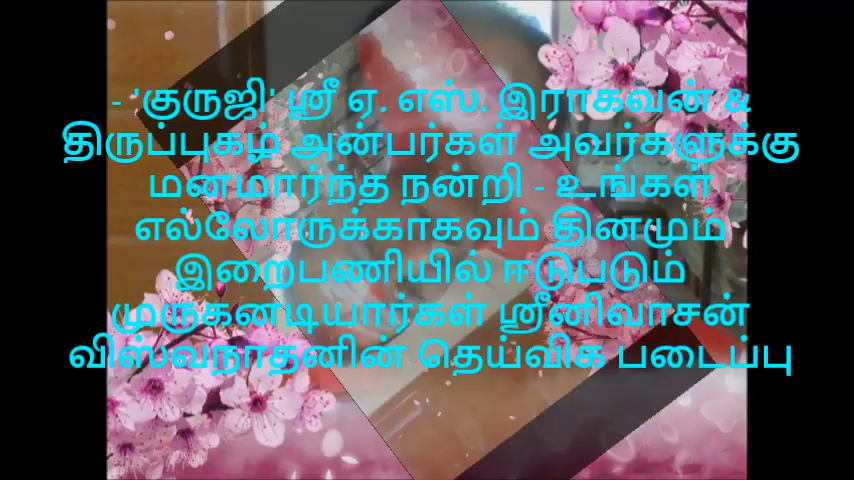 - 'குருஜி' ஸ்ரீ ஏ. எஸ். இராகவன் &
திருப்புகழ் அன்பர்கள் அவர்களுக்கு
மனமார்ந்த நன்றி - உங்கள்
எல்லோருக்காகவும் தினமும்
இறைபணியில் ஈடுபடும்
முருகனடியார்கள் ஸ்ரீனிவாசன்
விஸ்வநாதனின் தெய்விக படைப்பு